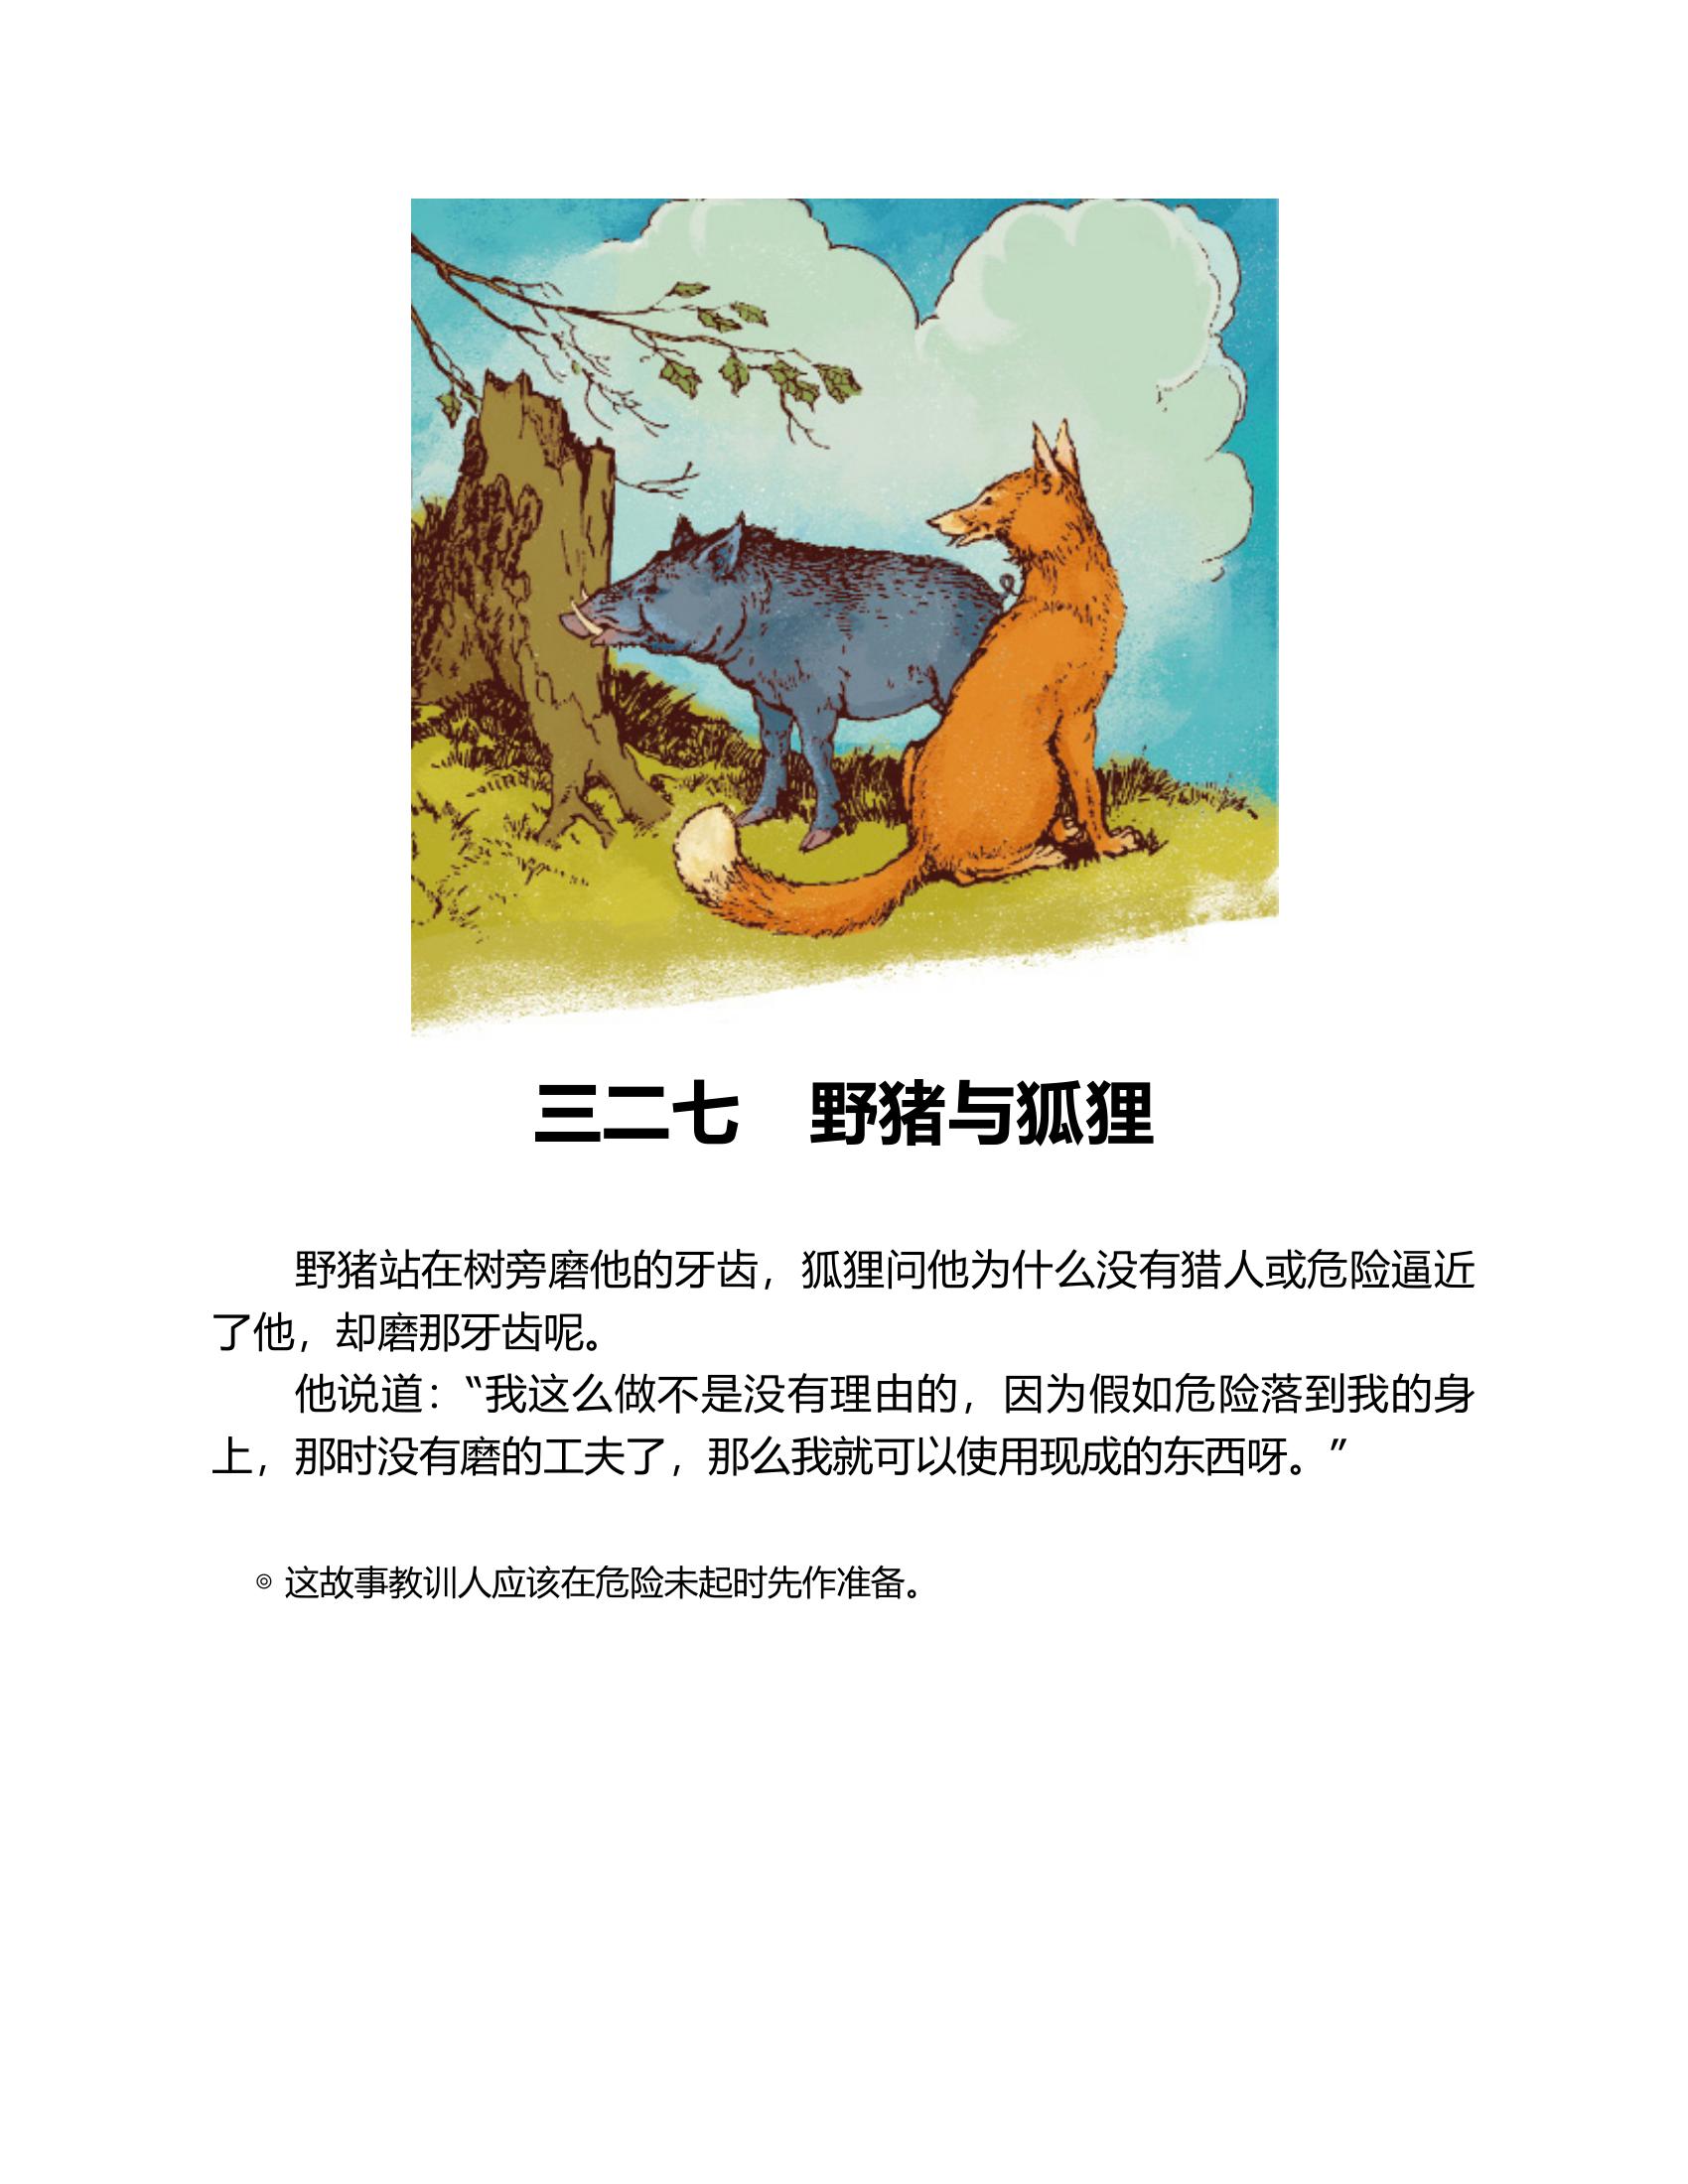 三二七　野猪与狐狸
野猪站在树旁磨他的牙齿，狐狸问他为什么没有猎人或危险逼近
了他，却磨那牙齿呢。
他说道：“我这么做不是没有理由的，因为假如危险落到我的身
上，那时没有磨的工夫了，那么我就可以使用现成的东西呀。”
◎ 这故事教训人应该在危险未起时先作准备。